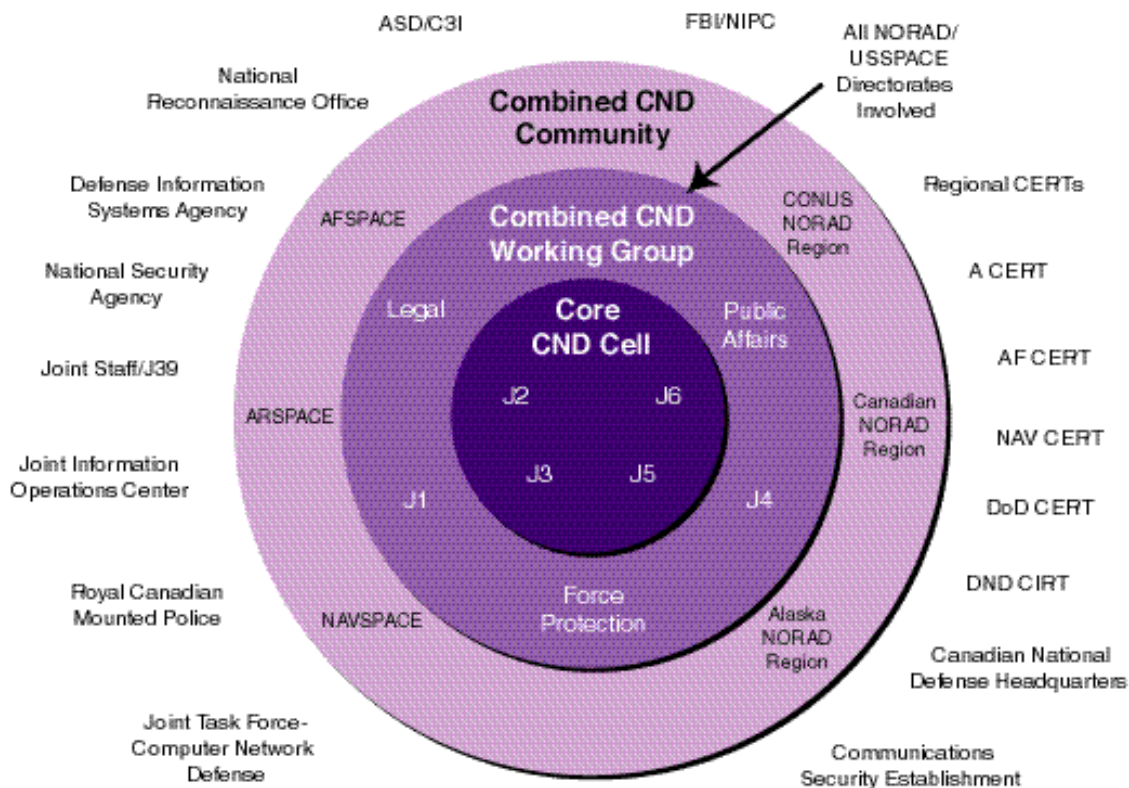 ASD/C3I
FBI/NIPC
All NORAD/
USSPACE
Directorates
Involved
National
Reconnaissance Office
Combined CND
Community
Defense Information
Systems Agency
AFSPACE
Combined CND
Working Group
CONUS
NORAD
Region
Regional CERTs
National Security
Agency
Legal
Core
CND Cell
Public
Affairs
A CERT
Joint Staff/J39
ARSPACE
J2
J6
Canadian
NORAD
Region
AF CERT
NAV CERT
Joint Information
Operations Center
J1
J3
J5
J4
DoD CERT
Royal Canadian
Mounted Police
NAVSPACE
Force
Protection
Alaska
NORAD
Region
DND CIRT
Canadian National
Defense Headquarters
Joint Task Force-
Computer Network
Defense
Communications
Security Establishment